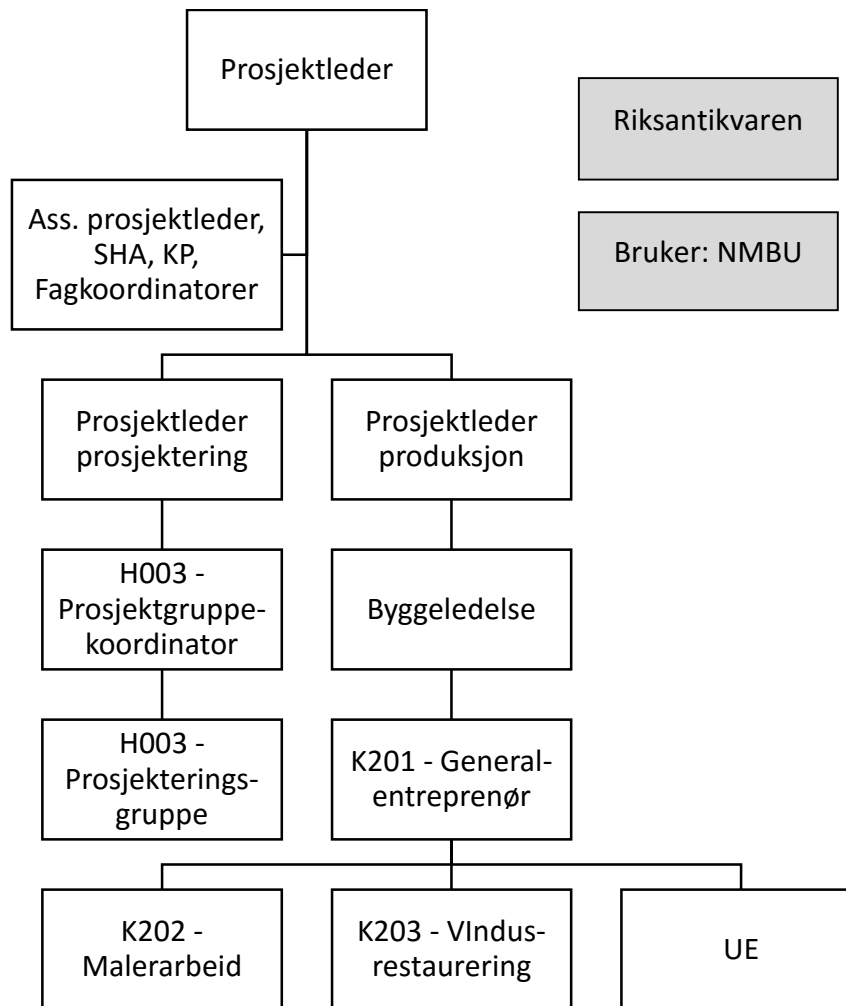 Prosjektleder
Riksantikvaren
Ass. prosjektleder,
SHA, KP,
Fagkoordinatorer
Bruker: NMBU
Prosjektleder
prosjektering
Prosjektleder
produksjon
H003 -
Prosjektgruppe-
koordinator
Byggeledelse
H003 -
Prosjekterings-
gruppe
K201 - General-
entreprenør
K202 -
Malerarbeid
K203 - VIndus-
restaurering
UE